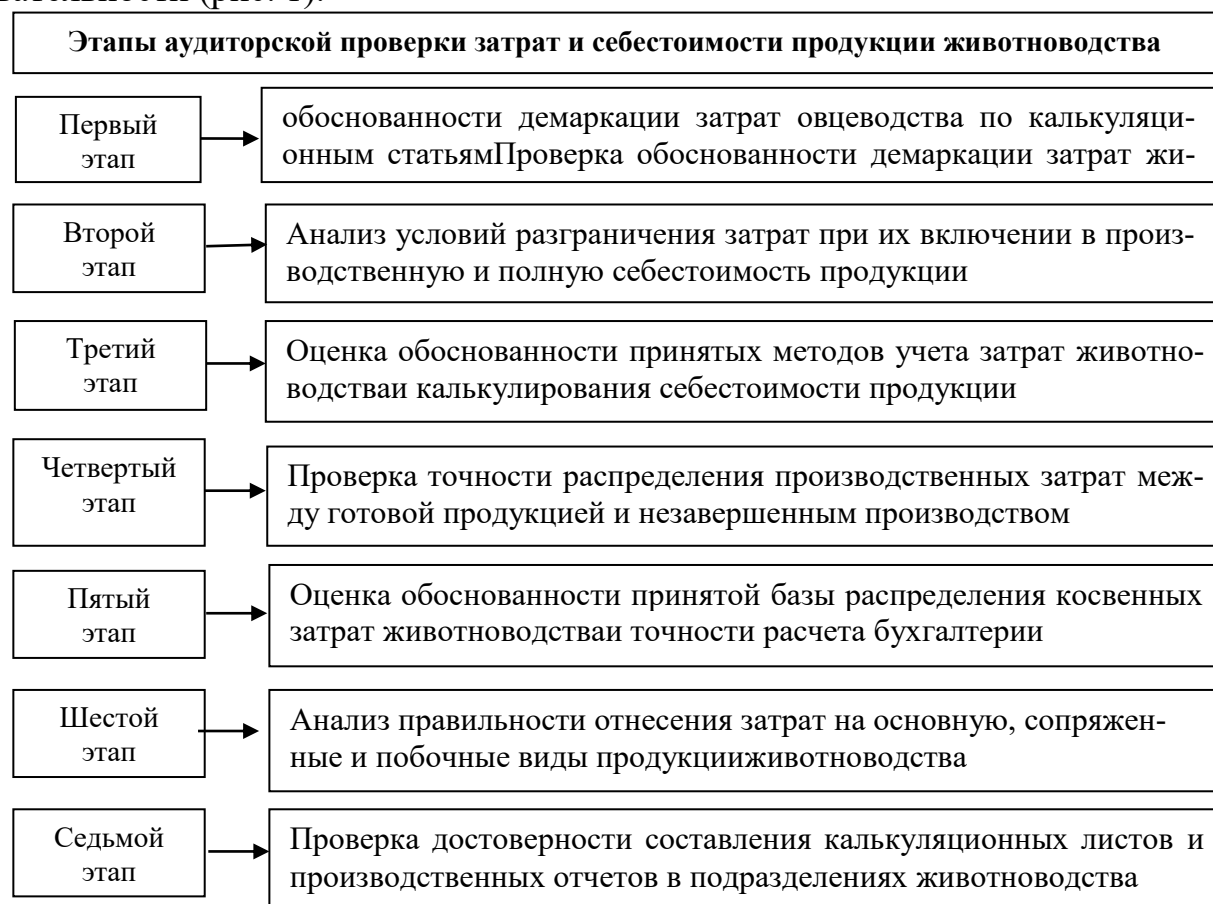 (рис. 1).
Этапы аудиторской проверки затрат и себестоимости продукции животноводства
Первый
этап
обоснованности демаркации затрат овцеводства по калькуляци-
онным статьямПроверка обоснованности демаркации затрат жи-
Второй
этап
Анализ условий разграничения затрат при их включении в произ-
водственную и полную себестоимость продукции
Третий
этап
Оценка обоснованности принятых методов учета затрат животно-
водстваи калькулирования себестоимости продукции
Четвертый
этап
Проверка точности распределения производственных затрат меж-
ду готовой продукцией и незавершенным производством
Пятый
этап
Оценка обоснованности принятой базы распределения косвенных
затрат животноводстваи точности расчета бухгалтерии
Шестой
этап
Анализ правильности отнесения затрат на основную, сопряжен-
ные и побочные виды продукцииживотноводства
Седьмой
этап
Проверка достоверности составления калькуляционных листов и
производственных отчетов в подразделениях животноводства